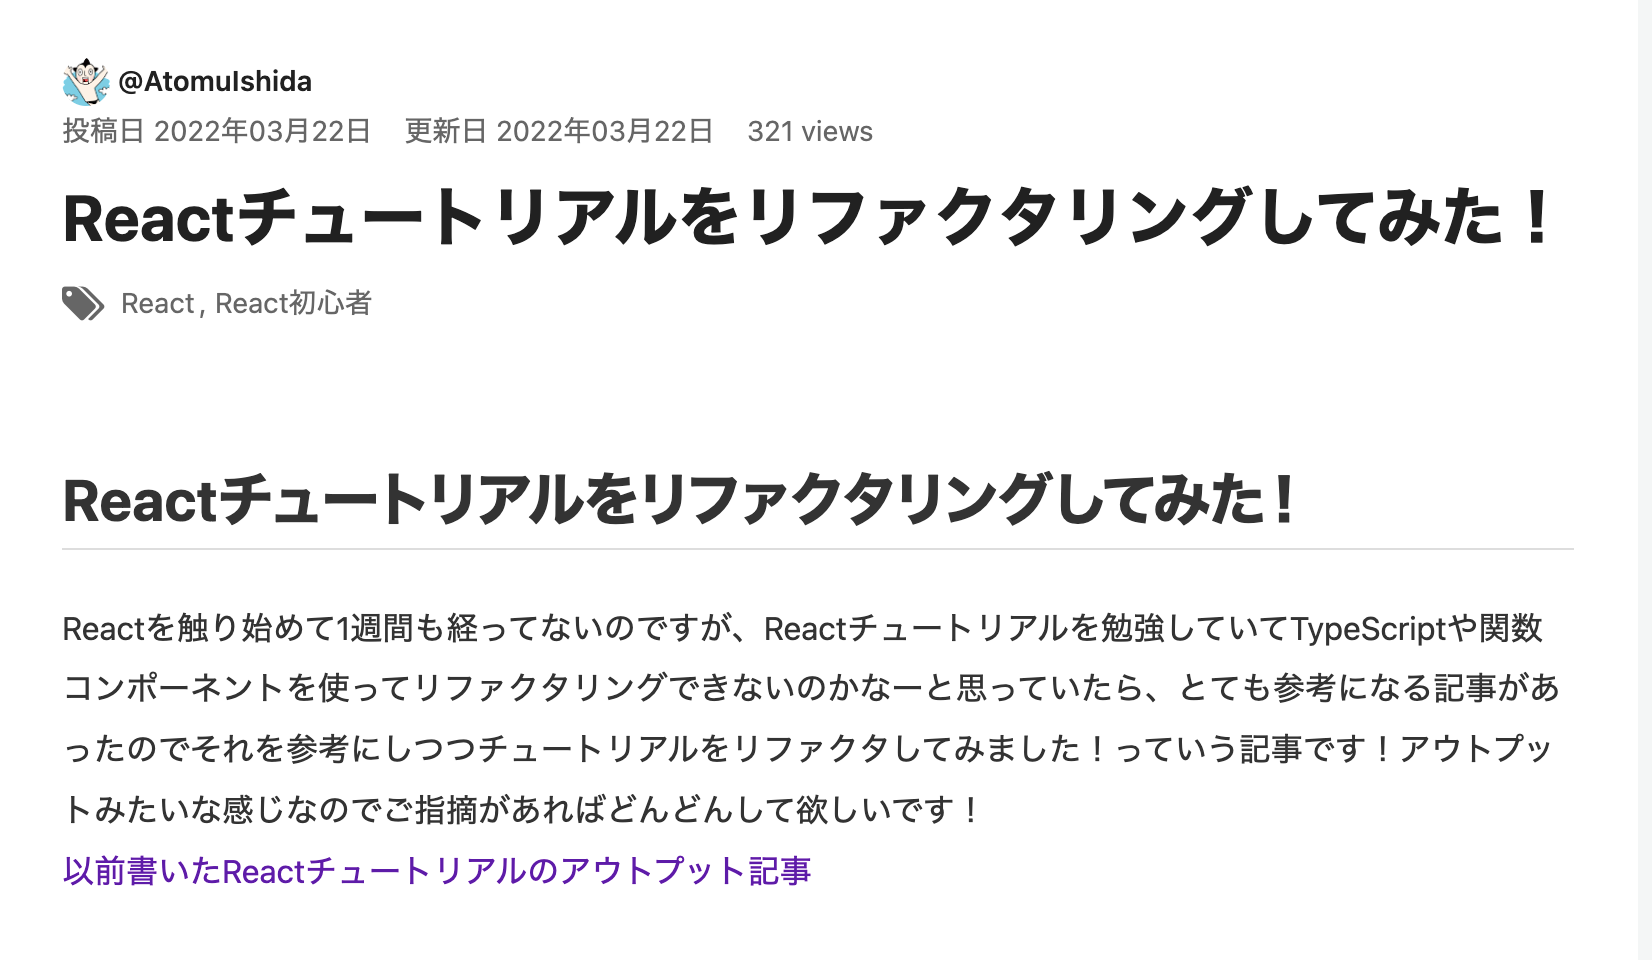 @AtomuIshida
投稿日 2022年03月22日 更新日 2022年03月22日 321 views
Reactチュートリアルをリファクタリングしてみた！
React, React初心者
Reactチュートリアルをリファクタリングしてみた！
Reactを触り始めて1週間も経ってないのですが、Reactチュートリアルを勉強していてTypeScriptや関数
コンポーネントを使ってリファクタリングできないのかなーと思っていたら、とても参考になる記事があ
ったのでそれを参考にしつつチュートリアルをリファクタしてみました！っていう記事です！アウトプッ
トみたいな感じなのでご指摘があればどんどんして欲しいです！
以前書いたReactチュートリアルのアウトプット記事